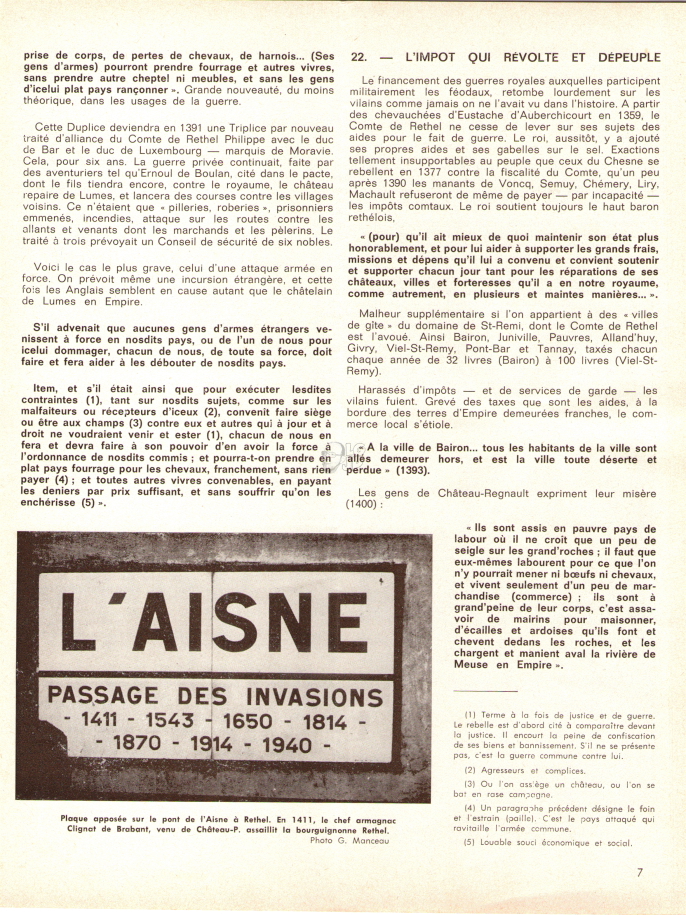 prise de corps, de pertes de chevaux, de harnois... (Ses
gens d'armes) pourront prendre fourrage et autres vivres,
sans prendre autre cheptel ni meubles, et sans les gens
d'icelui plat pays rançonner ». Grande nouveauté, du moins
théorique, dans les usages de la guerre.
Cette Duplice deviendra en 1391 une Triplice par nouveau
traité d'alliance du Comte de Rethel Philippe avec le duc
de Bar et le duc de Luxembourg — marquis de Moravie.
Cela, pour six ans. La guerre privée continuait, faite par
des aventuriers tel qu'Ernoul de Boulan, cité dans le pacte,
dont le fils tiendra encore, contre le royaume, le château
repaire de Lumes, et lancera des courses contre les villages
voisins. Ce n'étaient que « pilleries, roberies », prisonniers
emmenés, incendies, attaque sur les routes contre les
allants et venants dont les marchands et les pèlerins. Le
traité à trois prévoyait un Conseil de sécurité de six nobles.
Voici le cas le plus grave, celui d'une attaque armée en
force. On prévoit même une incursion étrangère, et cette
fois les Anglais semblent en cause autant que le châtelain
de Lumes en Empire.
S'il advenait que aucunes gens d'armes étrangers ve-
nissent à force en nosdits pays, ou de l'un de nous pour
icelui dommager, chacun de nous, de toute sa force, doit
faire et fera aider à les débouter de nosdits pays.
Item, et s'il était ainsi que pour exécuter lesdites
contraintes (1), tant sur nosdits sujets, comme sur les
malfaiteurs ou récepteurs d'iceux (2), convenit faire siège
ou être aux champs (3) contre eux et autres qui à jour et à
droit ne voudraient venir et ester (1), chacun de nous en
fera et devra faire à son pouvoir d'en avoir la force à
l'ordonnance de nosdits commis ; et pourra-t-on prendre en
plat pays fourrage pour les chevaux, franchement, sans rien
payer (4) ; et toutes autres vivres convenables, en payant
les deniers par prix suffisant, et sans souffrir qu'on les
enchérisse (5) ».
L'AISNE
PASSAGE DES INVASIONS
- 1411 - 1543 - 1650 - 1814 -
- 1870 - 1914 - 1940 -
Plaque apposée sur le pont de l'Aisne à Rethel. En 1411, le chef armagnac
Clignet de Brabant, venu de Château-P. assaillit la bourguignonne Rethel.
Photo G. Manceau
22. — L'IMPOT QUI RÉVOLTE ET DÉPEUPLE
Le financement des guerres royales auxquelles participent
militairement les féodaux, retombe lourdement sur les
vilains comme jamais on ne l'avait vu dans l'histoire. A partir
des chevauchées d'Eustache d'Auberchicourt en 1359, le
Comte de Rethel ne cesse de lever sur ses sujets des
aides pour le fait de guerre. Le roi, aussitôt, y a ajouté
ses propres aides et ses gabelles sur le sel. Exactions
tellement insupportables au peuple que ceux du Chesne se
rebellent en 1377 contre la fiscalité du Comte, qu'un peu
après 1390 les manants de Voncq, Semuy, Chémery, Liry,
Machault refuseront de même de payer — par incapacité —
les impôts comtaux. Le roi soutient toujours le haut baron
rethélois,
« (pour) qu'il ait mieux de quoi maintenir son état plus
honorablement, et pour lui aider à supporter les grands frais,
missions et dépens qu'il lui a convenu et convient soutenir
et supporter chacun jour tant pour les réparations de ses
châteaux, villes et forteresses qu'il a en notre royaume,
comme autrement, en plusieurs et maintes manières... ».
Malheur supplémentaire si l'on appartient à des « villes
de gîte » du domaine de St-Remi, dont le Comte de Rethel
est l'avoué. Ainsi Bairon, Juniville, Pauvres, Alland'huy,
Givry, Viel-St-Remy, Pont-Bar et Tannay, taxés chacun
chaque année de 32 livres (Bairon) à 100 livres (Viel-St-
Remy).
Harassés d'impôts — et de services de garde — les
vilains fuient. Grevé des taxes que sont les aides, à la
bordure des terres d'Empire demeurées franches, le com-
merce local s'étiole.
« A la ville de Bairon... tous les habitants de la ville sont
allés demeurer hors, et est la ville toute déserte et
perdue » (1393).
Les gens de Château-Regnault expriment leur misère
(1400) :
« Ils sont assis en pauvre pays de
labour où il ne croit que un peu de
seigle sur les grand'roches ; il faut que
eux-mêmes labourent pour ce que l'on
n'y pourrait mener ni bœufs ni chevaux,
et vivent seulement d'un peu de mar-
chandise (commerce) ; ils sont à
grand'peine de leur corps, c'est assa-
voir de mairins pour maisonner,
d'écailles et ardoises qu'ils font et
chevent dedans les roches, et les
chargent et manient aval la rivière de
Meuse en Empire ».
(1) Terme à la fois de justice et de guerre.
Le rebelle est d'abord cité à comparaître devant
la justice. Il encourt la peine de confiscation
de ses biens et bannissement. S'il ne se présente
pas, c'est la guerre commune contre lui.
(2) Agresseurs et complices.
(3) Ou l'on assiège un château, ou l'on se
bat en rase campagne.
(4) Un paragraphe précédent désigne le foin
et l'estrain (paille). C'est le pays attaqué qui
ravitaille l'armée commune.
(5) Louable souci économique et social.
7